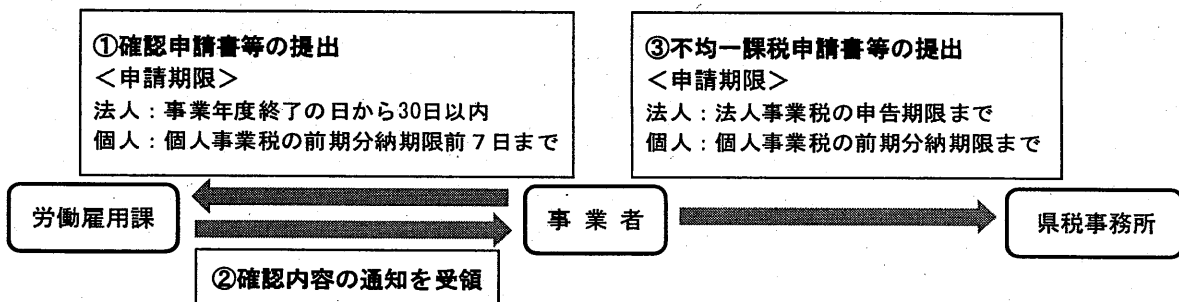 ①確認申請書等の提出
＜申請期限＞
法人：事業年度終了の日から30日以内
個人：個人事業税の前期分納期限前７日まで
③不均一課税申請書等の提出
＜申請期限＞
法人：法人事業税の申告期限まで
個人：個人事業税の前期分納期限まで
労働雇用課
事業者
県税事務所
②確認内容の通知を受領